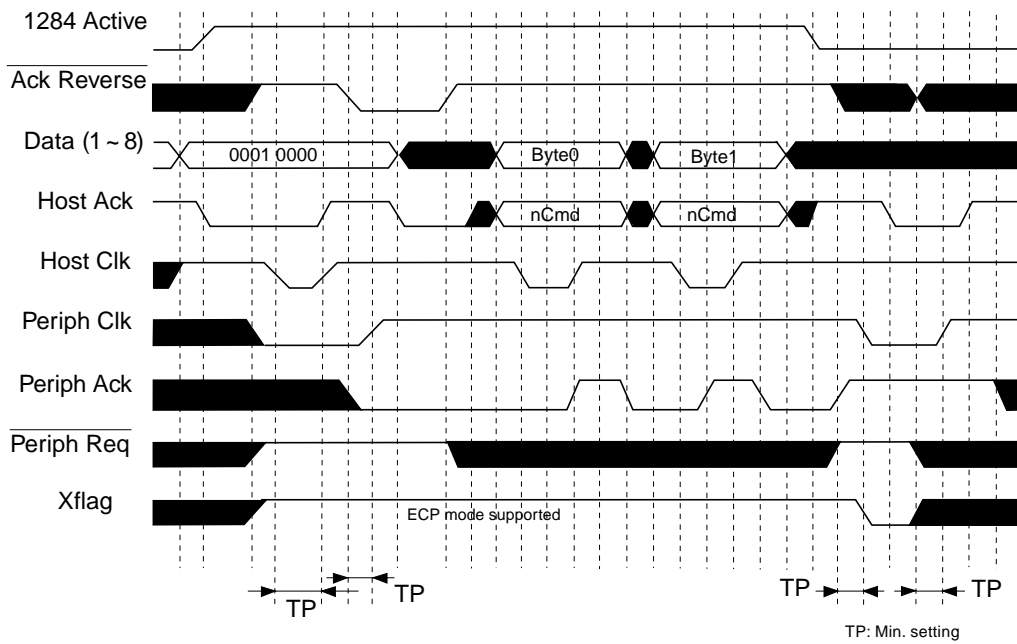 1284 Active
Ack Reverse
Data (1 ~ 8) 0001 0000 Byte0 Byte1
Host Ack nCmd nCmd
Host Clk
Periph Clk
Periph Ack
Periph Req
Xflag ECP mode supported
TP TP TP TP
TP: Min. setting